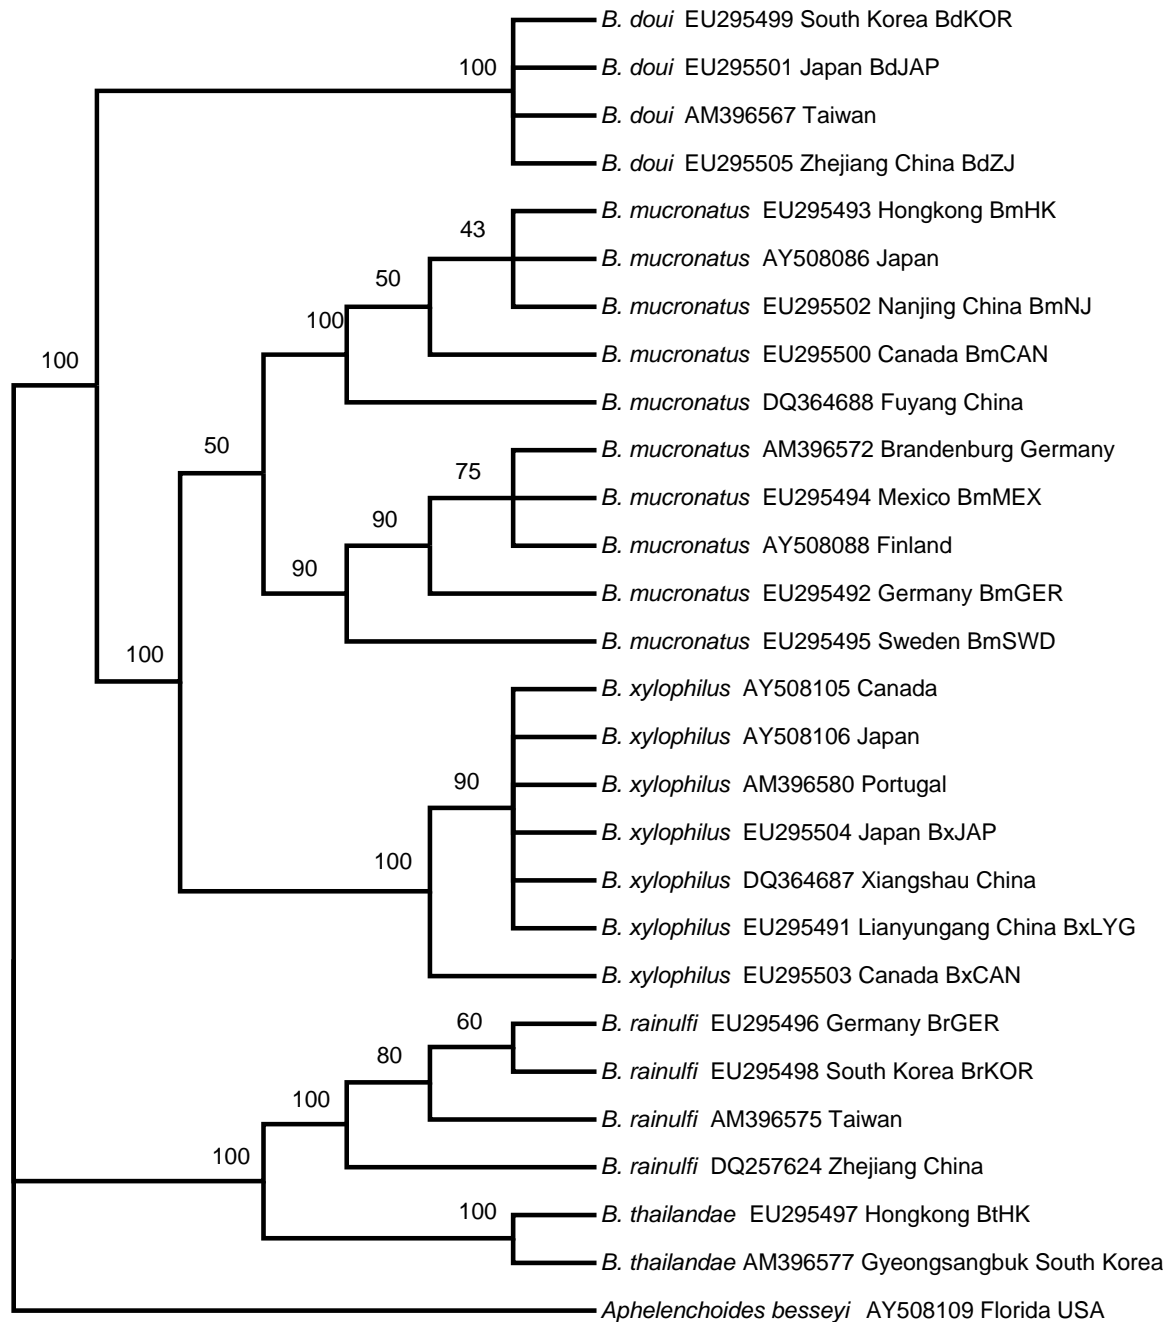 B. doui EU295499 South Korea BdKOR
100
B. doui EU295501 Japan BdJAP
B. doui AM396567 Taiwan
B. doui EU295505 Zhejiang China BdZJ
B. mucronatus EU295493 Hongkong BmHK
43
B. mucronatus AY508086 Japan
50
B. mucronatus EU295502 Nanjing China BmNJ
100
B. mucronatus EU295500 Canada BmCAN
100
B. mucronatus DQ364688 Fuyang China
50
B. mucronatus AM396572 Brandenburg Germany
75
B. mucronatus EU295494 Mexico BmMEX
90
B. mucronatus AY508088 Finland
90
B. mucronatus EU295492 Germany BmGER
B. mucronatus EU295495 Sweden BmSWD
100
B. xylophilus AY508105 Canada
B. xylophilus AY508106 Japan
90
B. xylophilus AM396580 Portugal
B. xylophilus EU295504 Japan BxJAP
100
B. xylophilus DQ364687 Xiangshau China
B. xylophilus EU295491 Lianyungang China BxLYG
B. xylophilus EU295503 Canada BxCAN
60
B. rainulfi EU295496 Germany BrGER
80
B. rainulfi EU295498 South Korea BrKOR
100
B. rainulfi AM396575 Taiwan
100
B. rainulfi DQ257624 Zhejiang China
100
B. thailandae EU295497 Hongkong BtHK
B. thailandae AM396577 Gyeongsangbuk South Korea
Aphelenchoides besseyi AY508109 Florida USA